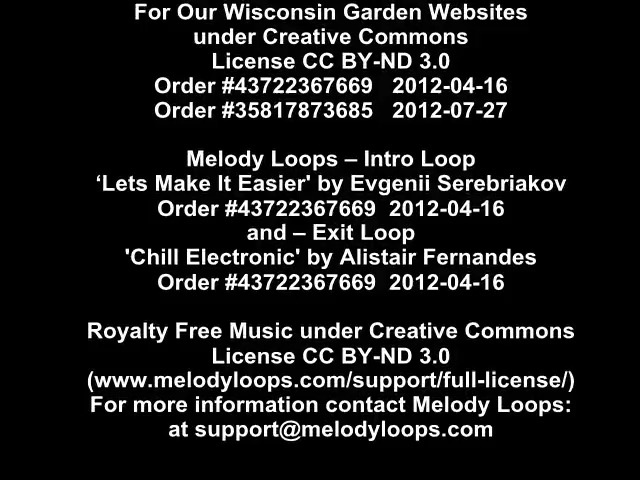 For Our Wisconsin Garden Websites
under Creative Commons
License CC BY-ND 3.0
Order #43722367669   2012-04-16
Order #35817873685   2012-07-27
Melody Loops – Intro Loop
‘Lets Make It Easier' by Evgenii Serebriakov
Order #43722367669  2012-04-16
and – Exit Loop
'Chill Electronic' by Alistair Fernandes
Order #43722367669  2012-04-16
Royalty Free Music under Creative Commons
License CC BY-ND 3.0
(www.melodyloops.com/support/full-license/)
For more information contact Melody Loops:
at support@melodyloops.com